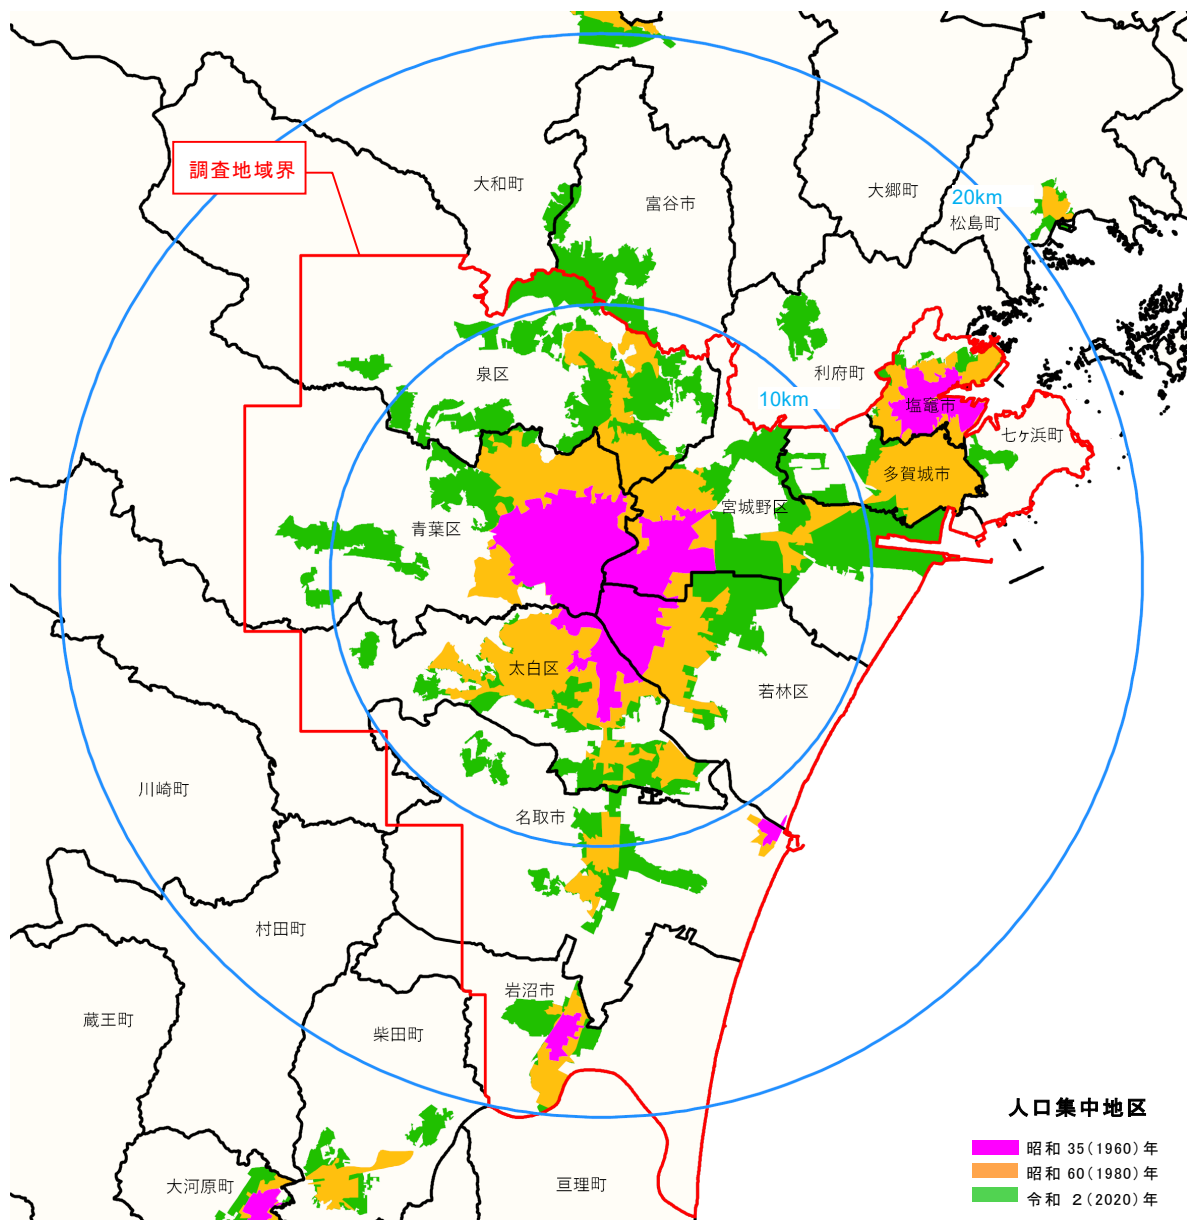 調査地域界
大和町
富谷市
大郷町
20km
松島町
泉区
利府町
10km
塩竈市
七ヶ浜町
多賀城市
宮城野区
青葉区
太白区
若林区
川崎町
名取市
村田町
岩沼市
蔵王町
柴田町
大河原町
亘理町
人口集中地区
昭和 35(1960)年
昭和 60(1980)年
令和 2(2020)年